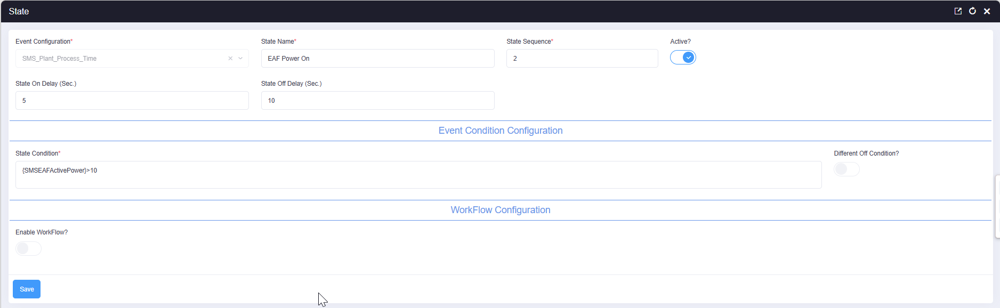 State
Event Configuration* State Name* State Sequence* Active?
SMS_Plant_Process_Time EAF Power On 2
State On Delay (Sec.) State Off Delay (Sec.)
5 10
Event Condition Configuration
State Condition* Different Off Condition?
{SMSEAFActivePower}>10
WorkFlow Configuration
Enable WorkFlow?
Save